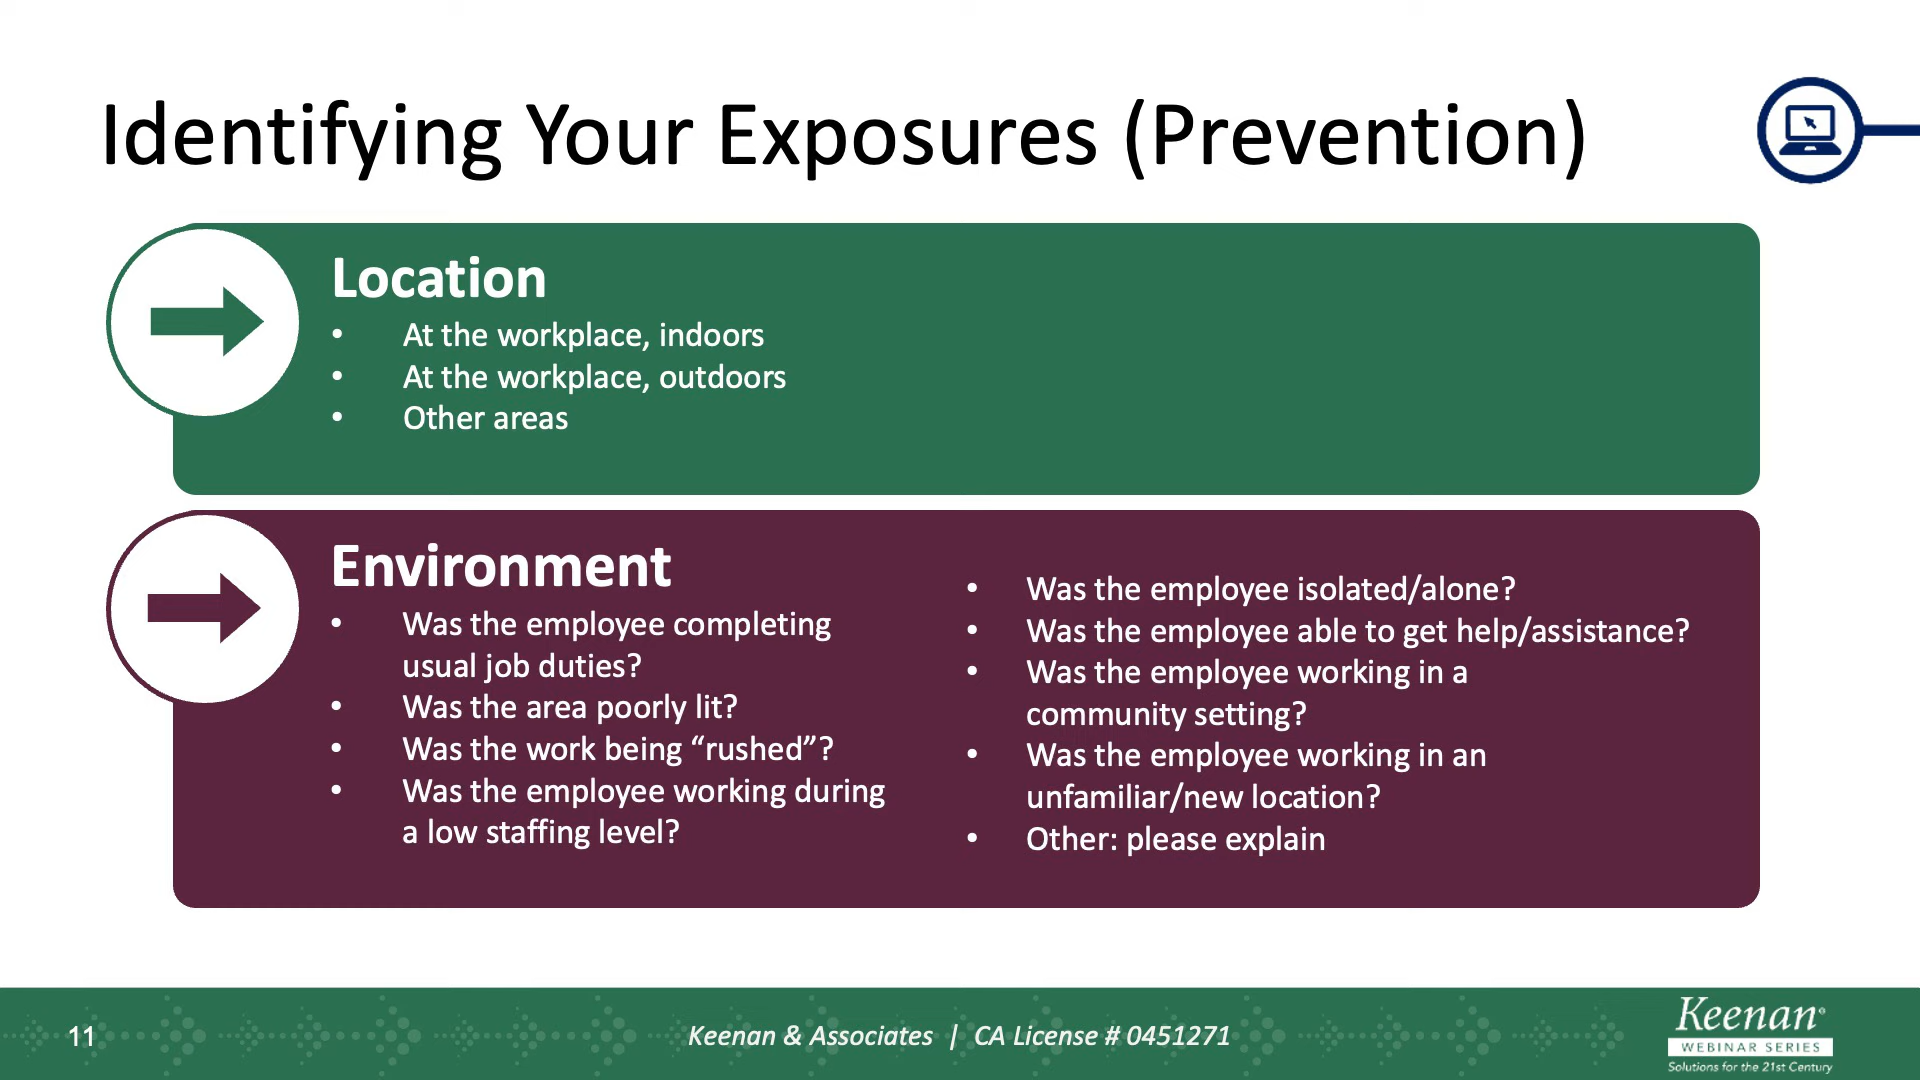 Identifying Your Exposures (Prevention)
Location
• At the workplace, indoors
• At the workplace, outdoors
• Other areas
Environment
• Was the employee completing
usual job duties?
• Was the area poorly lit?
• Was the work being “rushed”?
• Was the employee working during
a low staffing level?
• Was the employee isolated/alone?
• Was the employee able to get help/assistance?
• Was the employee working in a
community setting?
• Was the employee working in an
unfamiliar/new location?
• Other: please explain
11
Keenan & Associates | CA License # 0451271
Keenan®
WEBINAR SERIES
Solutions for the 21st Century